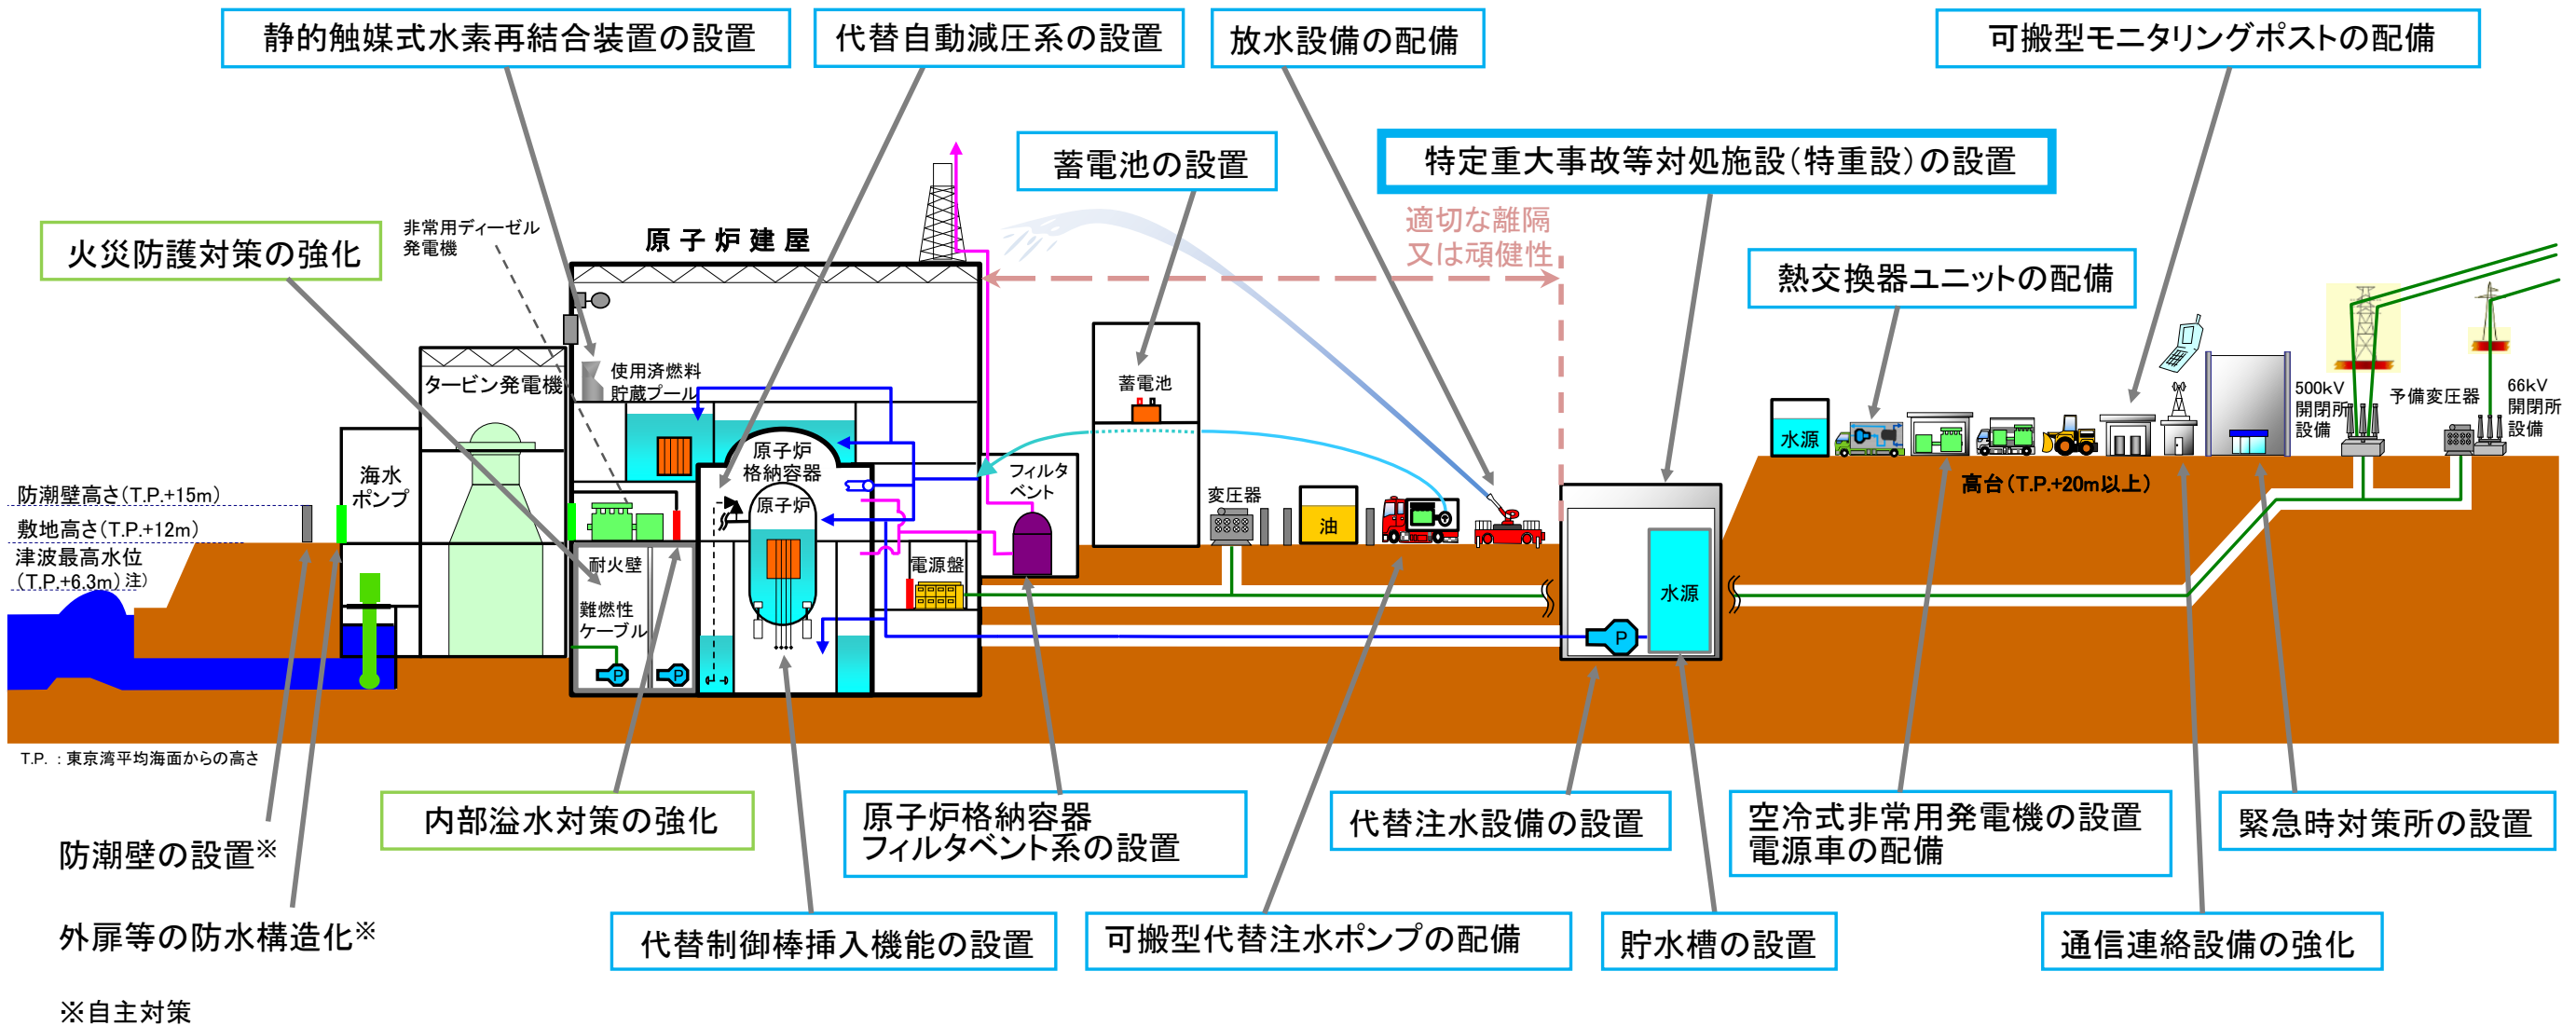 静的触媒式水素再結合装置の設置
代替自動減圧系の設置
放水設備の配備
可搬型モニタリングポストの配備
蓄電池の設置
特定重大事故等対処施設(特重設)の設置
火災防護対策の強化
非常用ディーゼル
発電機
原子炉建屋
適切な離隔
又は頑健性
熱交換器ユニットの配備
タービン発電機
使用済燃料
貯蔵プール
蓄電池
500kV
開閉所
設備
予備変圧器
66kV
開閉所
設備
水源
海水
ポンプ
原子炉
格納容器
原子炉
フィルタ
ベント
変圧器
油
高台(T.P.+20m以上)
防潮壁高さ(T.P.+15m)
敷地高さ(T.P.+12m)
津波最高水位
(T.P.+6.3m)注)
耐火壁
電源盤
難燃性
ケーブル
水源
P
P
P
T.P. :東京湾平均海面からの高さ
内部溢水対策の強化
原子炉格納容器
フィルタベント系の設置
代替注水設備の設置
空冷式非常用発電機の設置
電源車の配備
緊急時対策所の設置
防潮壁の設置※
外扉等の防水構造化※
代替制御棒挿入機能の設置
可搬型代替注水ポンプの配備
貯水槽の設置
通信連絡設備の強化
※自主対策